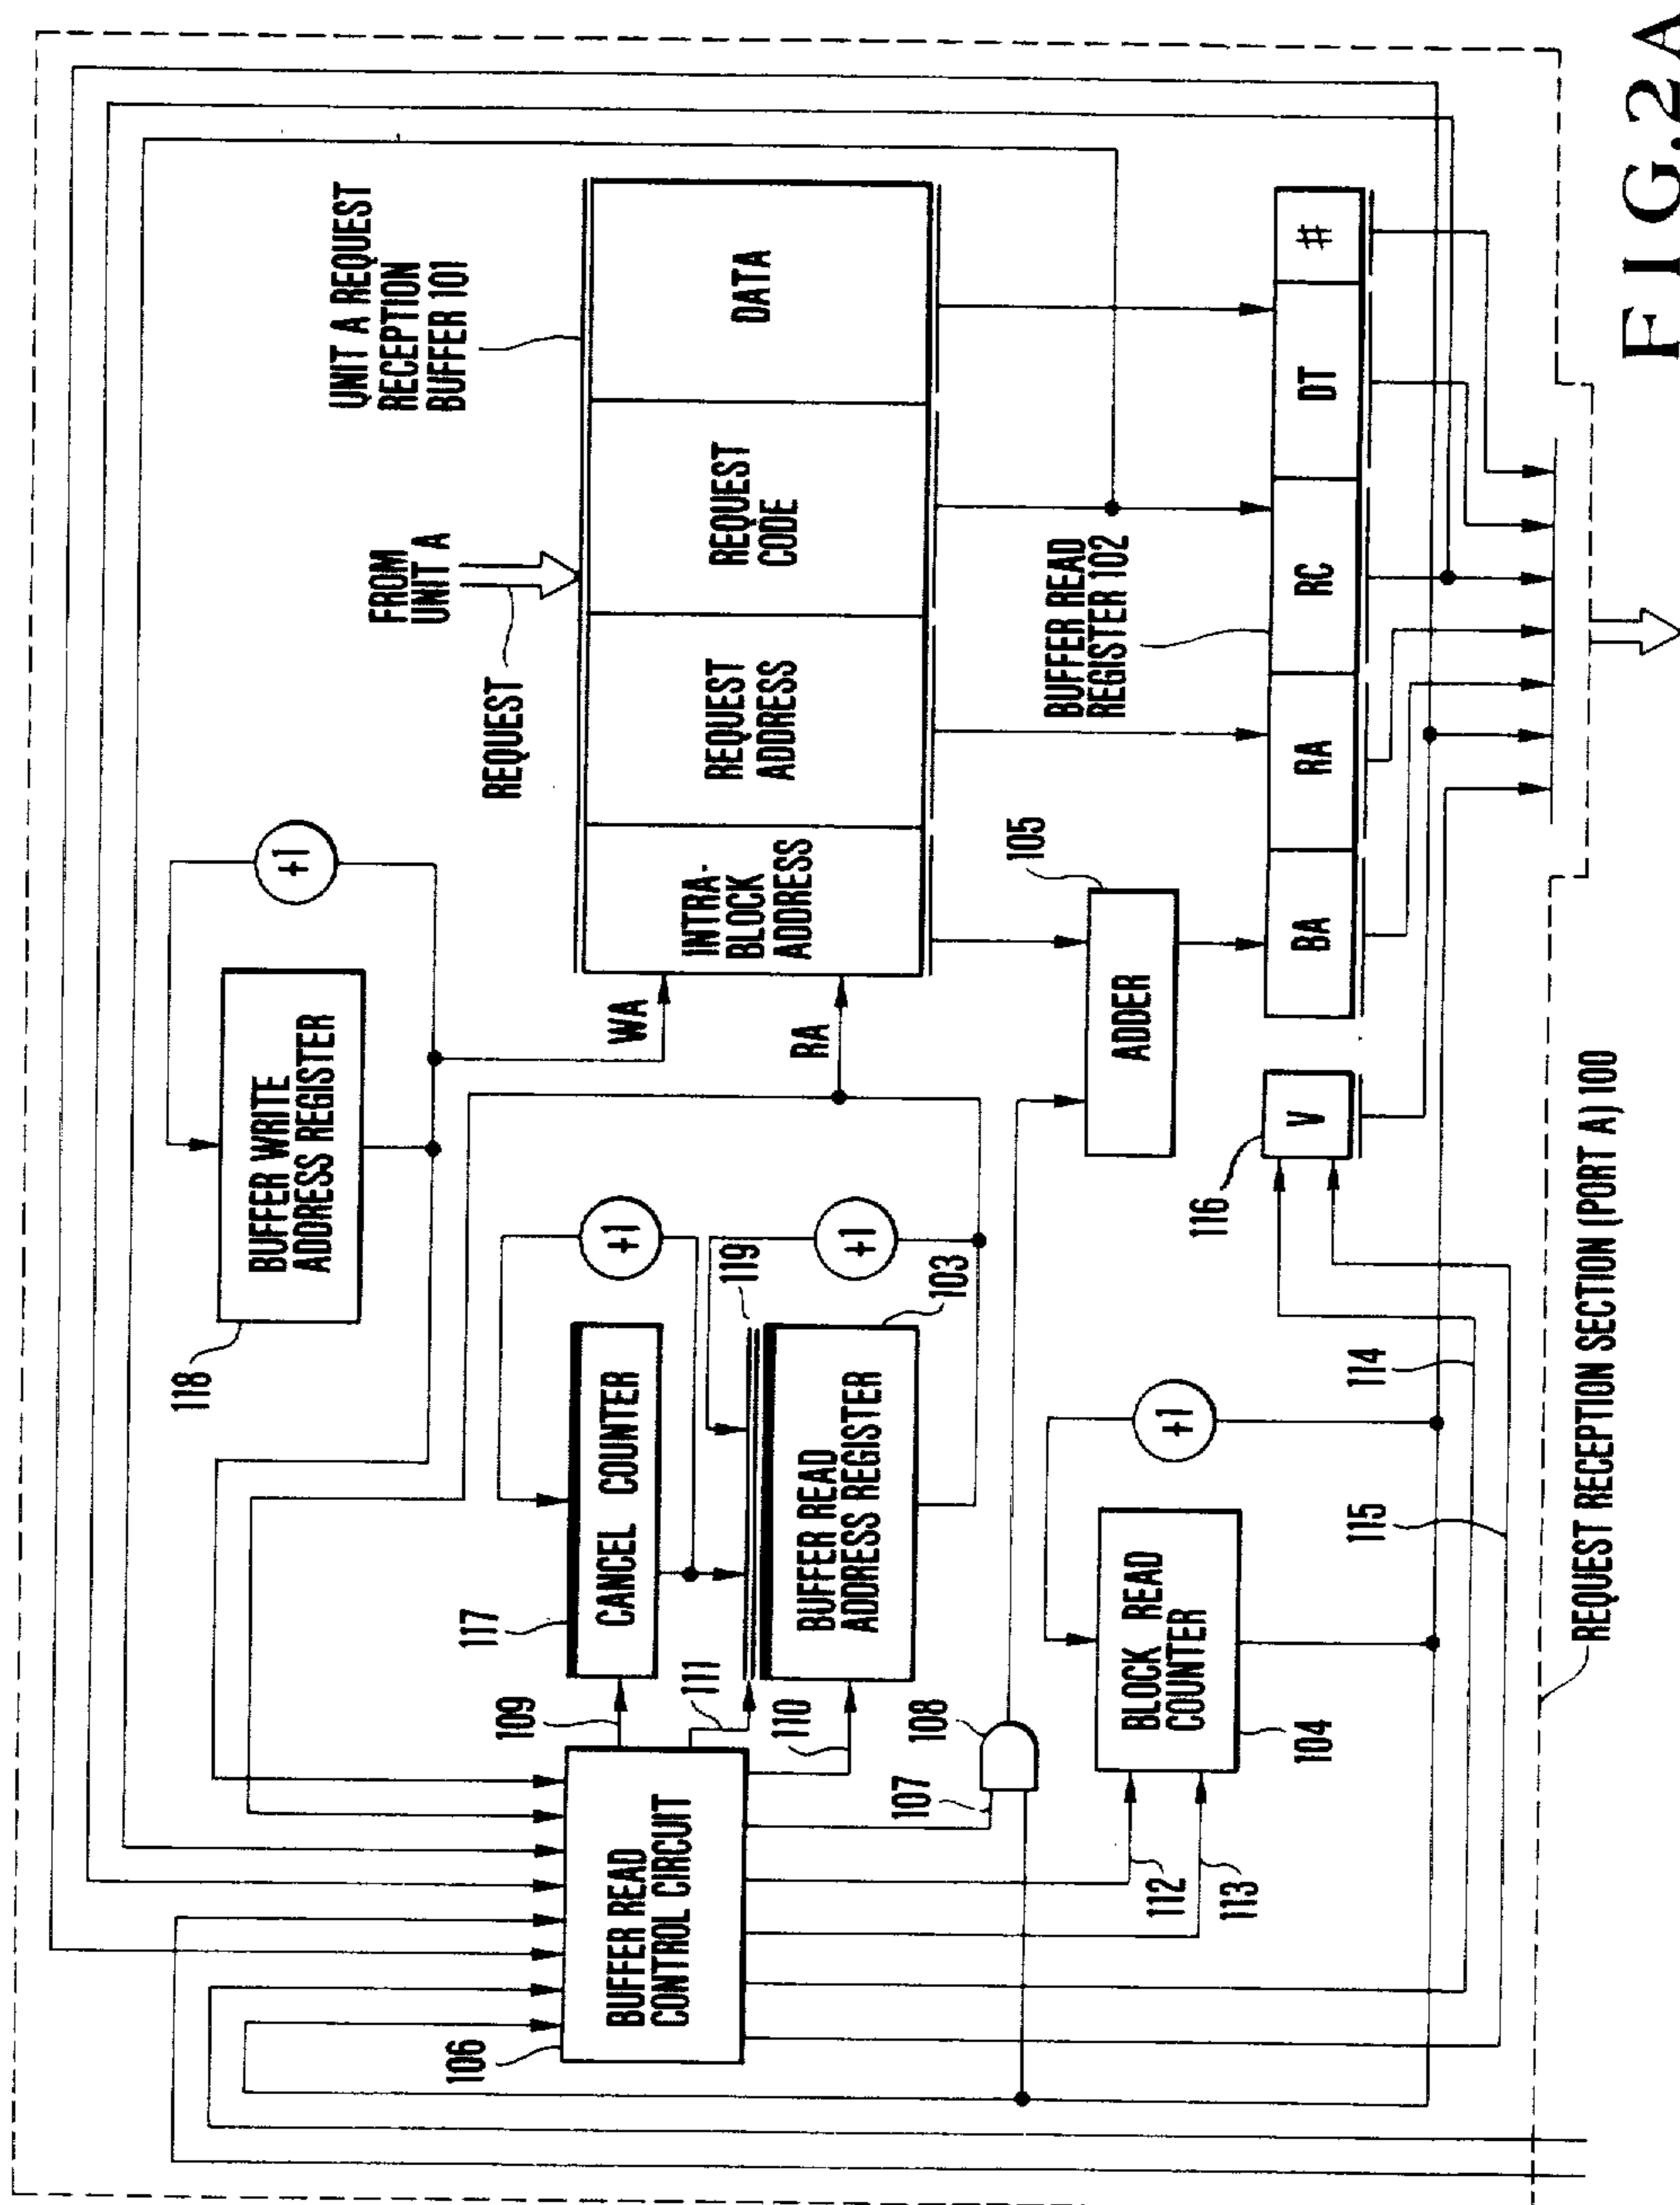 UNIT A REQUEST
RECEPTION
BUFFER 101
FROM
UNIT A
REQUEST
+1
BUFFER WRITE
ADDRESS REGISTER
118
WA
RA
INTRA-
BLOCK
ADDRESS
REQUEST
ADDRESS
REQUEST
CODE
DATA
117
CANCEL COUNTER
+1
119
+1
BUFFER READ
ADDRESS REGISTER
103
106
BUFFER READ
CONTROL CIRCUIT
109
111
110
107
108
105
ADDER
BUFFER READ
REGISTER 102
112
113
BLOCK READ
COUNTER
104
+1
114
115
116
V
BA
RA
RC
DT
#
REQUEST RECEPTION SECTION (PORT A) 100
FIG.2A